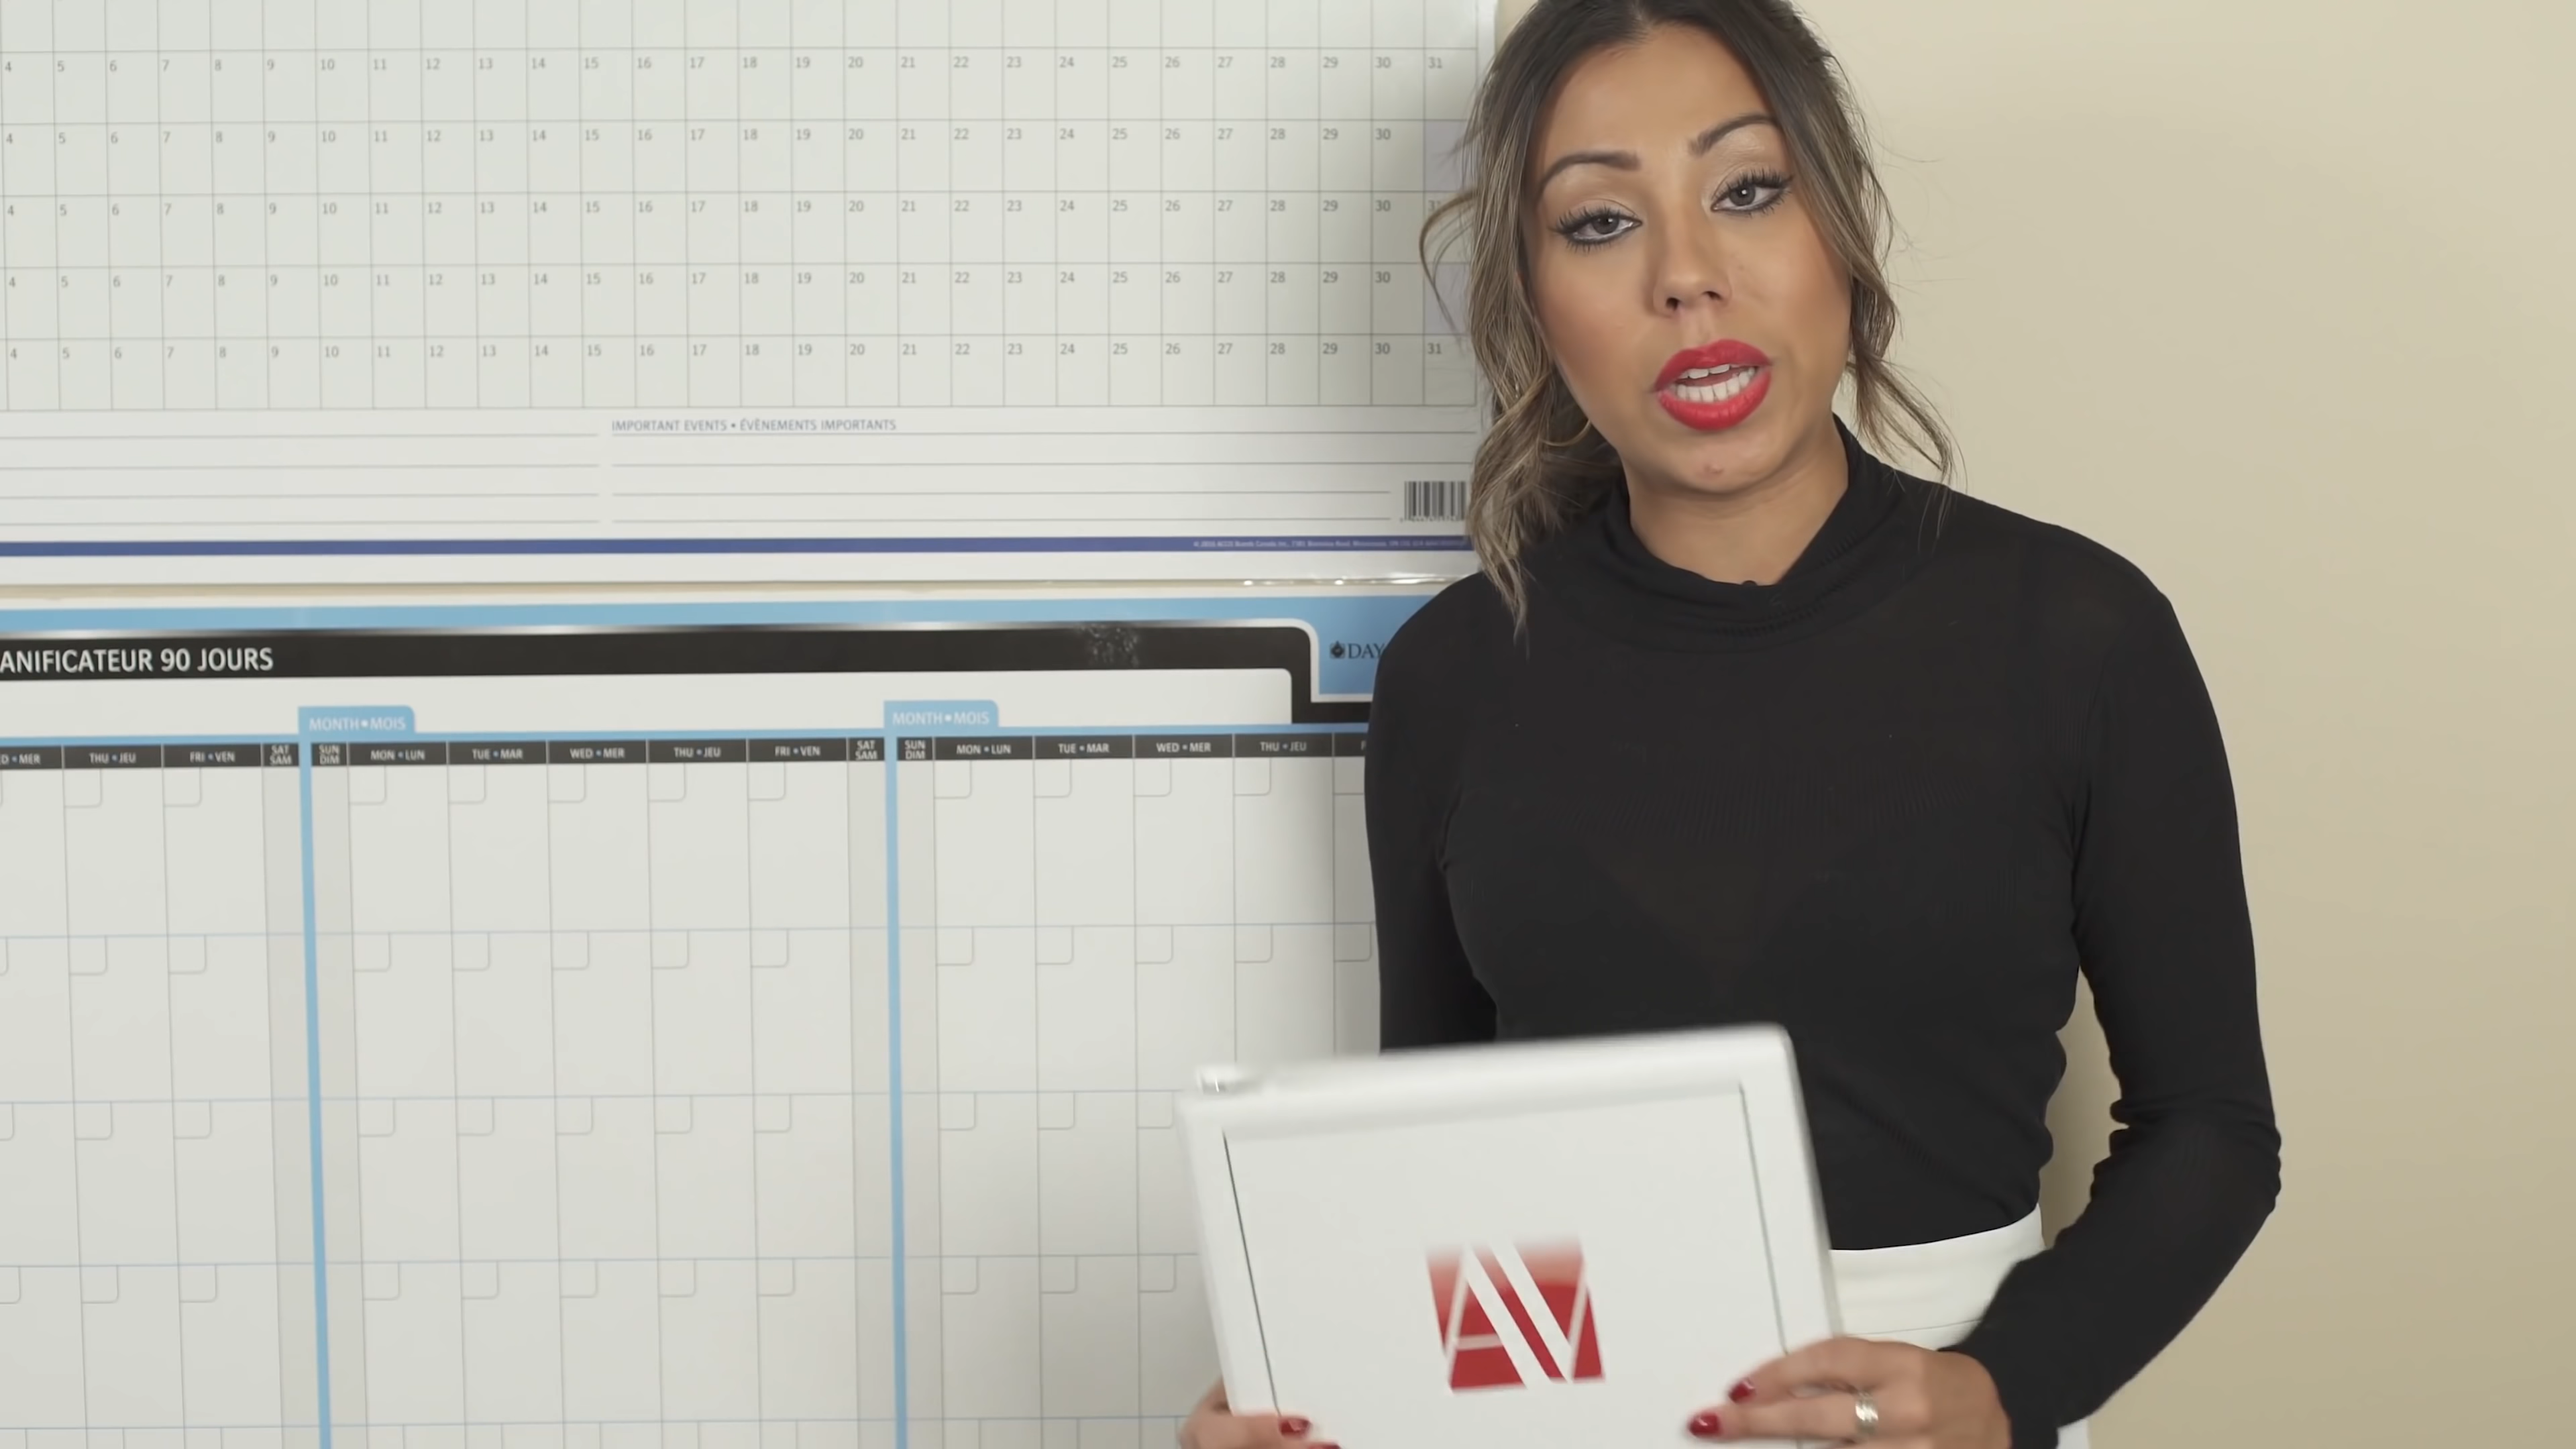 4 5 6 7 8 9 10 11 12 13 14 15 16 17 18 19 20 21 22 23 24 25 26 27 28 29 30 31
4 5 6 7 8 9 10 11 12 13 14 15 16 17 18 19 20 21 22 23 24 25 26 27 28 29 30
4 5 6 7 8 9 10 11 12 13 14 15 16 17 18 19 20 21 22 23 24 25 26 27 28 29 30 31
4 5 6 7 8 9 10 11 12 13 14 15 16 17 18 19 20 21 22 23 24 25 26 27 28 29 30
4 5 6 7 8 9 10 11 12 13 14 15 16 17 18 19 20 21 22 23 24 25 26 27 28 29 30 31
IMPORTANT EVENTS • ÉVÈNEMENTS IMPORTANTS
ANIFICATEUR 90 JOURS
DAY
MONTH • MOIS
MONTH • MOIS
D • MER THU • JEU FRI • VEN SAT SAM SUN DIM MON • LUN TUE • MAR WED • MER THU • JEU FRI • VEN SAT SAM SUN DIM MON • LUN TUE • MAR WED • MER THU • JEU F
AV